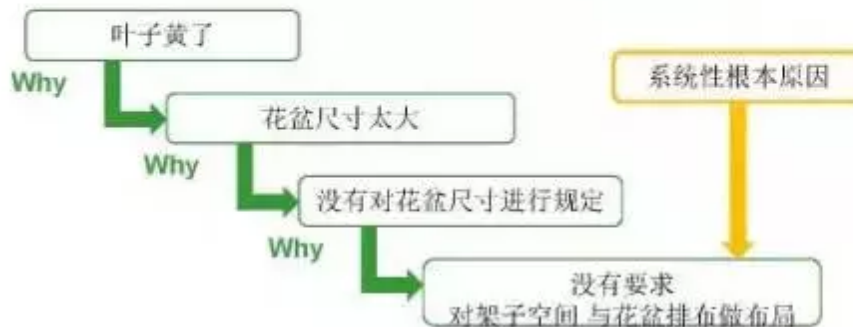 叶子黄了
Why
系统性根本原因
花盆尺寸太大
Why
没有对花盆尺寸进行规定
Why
没有要求
对架子空间 与花盆排布做布局